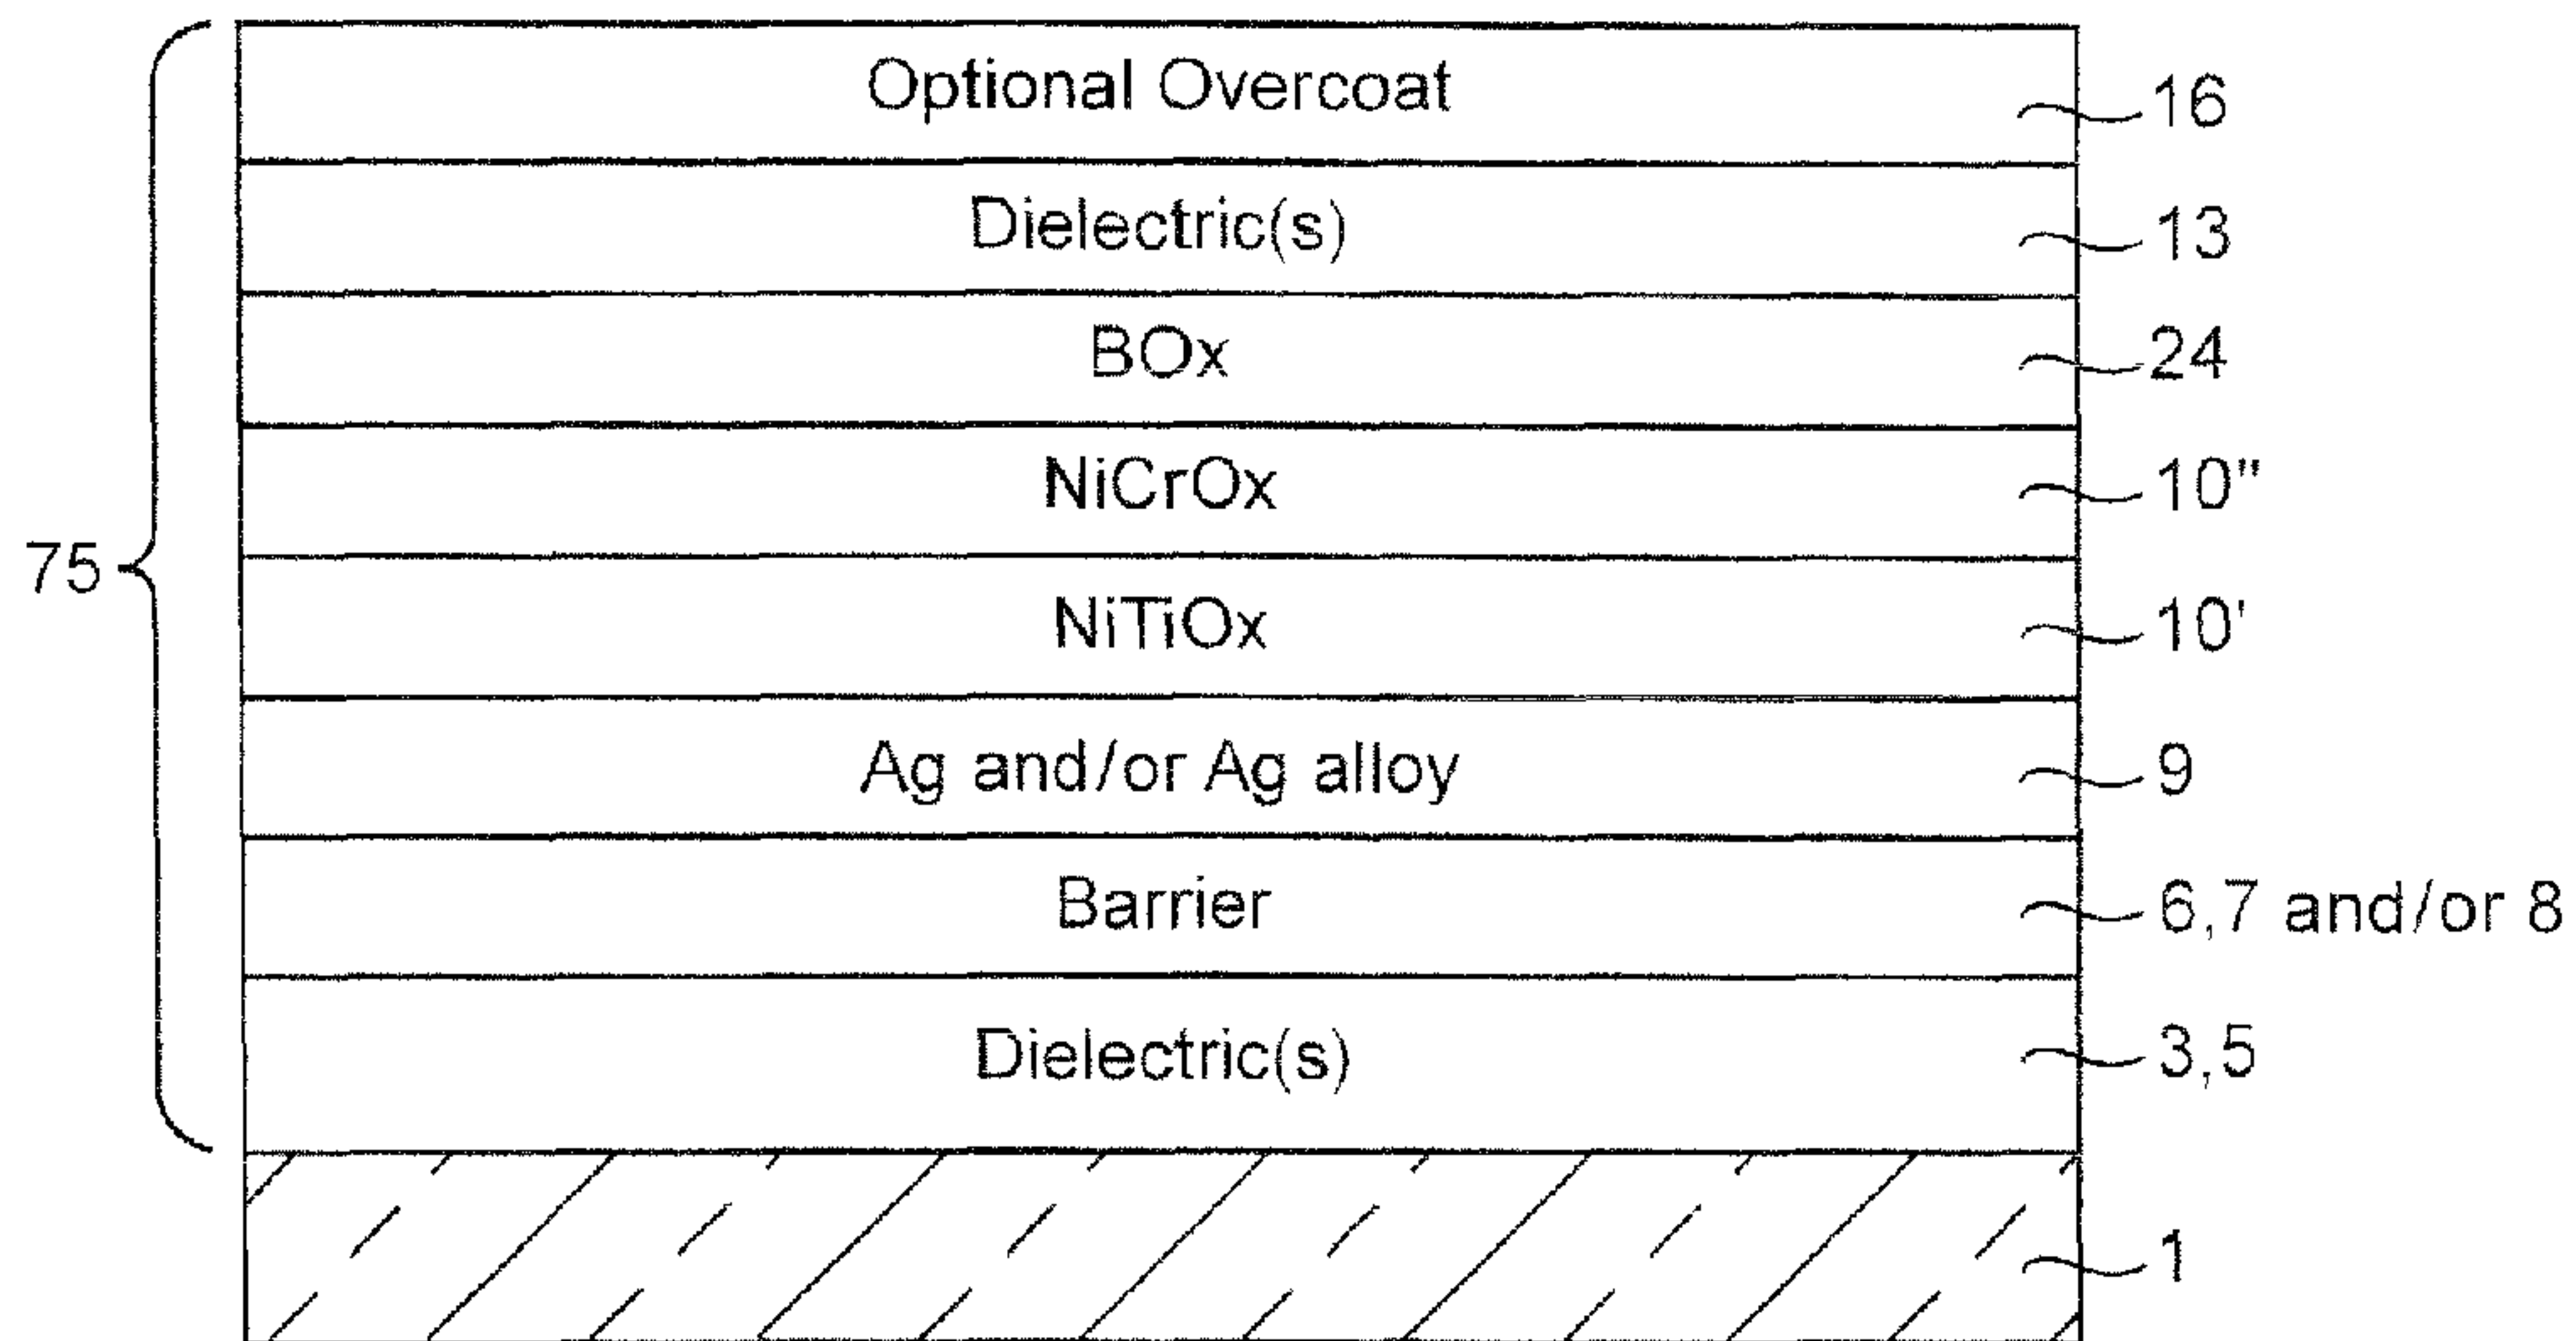 Optional Overcoat 16
Dielectric(s) 13
BOx 24
NiCrOx 10"
75
NiTiOx 10'
Ag and/or Ag alloy 9
Barrier 6,7 and/or 8
Dielectric(s) 3,5
1